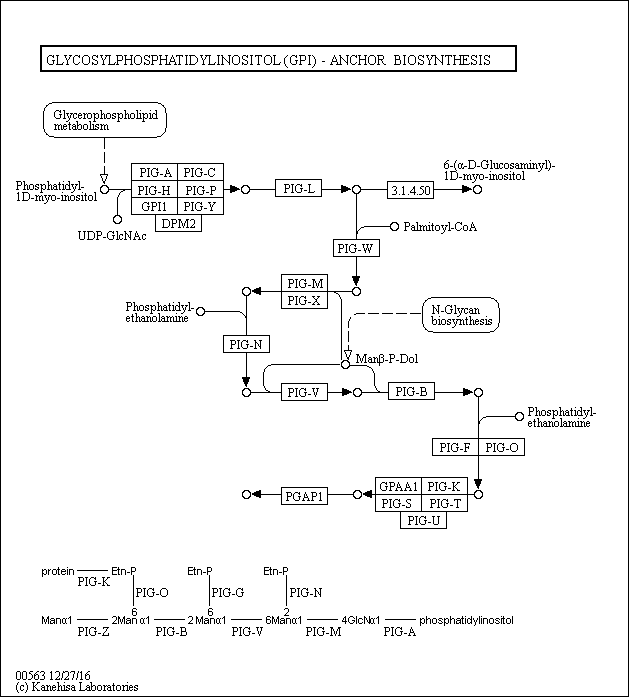 GLYCOSYLPHOSPHATIDYLINOSITOL (GPI) - ANCHOR BIOSYNTHESIS
Glycerophospholipid
metabolism
Phosphatidyl-
1D-myo-inositol
UDP-GlcNAc
PIG-A PIG-C
PIG-H PIG-P
GPI1 PIG-Y
DPM2
PIG-L
3.1.4.50
6-(α-D-Glucosaminyl)-
1D-myo-inositol
Palmitoyl-CoA
PIG-W
PIG-M
PIG-X
Phosphatidyl-
ethanolamine
N-Glycan
biosynthesis
PIG-N
Manβ-P-Dol
PIG-V
PIG-B
Phosphatidyl-
ethanolamine
PIG-F PIG-O
GPAA1 PIG-K
PIG-S PIG-T
PIG-U
PGAP1
protein Etn-P Etn-P Etn-P
PIG-K
PIG-O PIG-G PIG-N
6 6 2
Manα1 2Manα1 2Manα1 6Manα1 4GlcNα1 phosphatidylinositol
PIG-Z PIG-B PIG-V PIG-M PIG-A
00563 12/27/16
(c) Kanehisa Laboratories